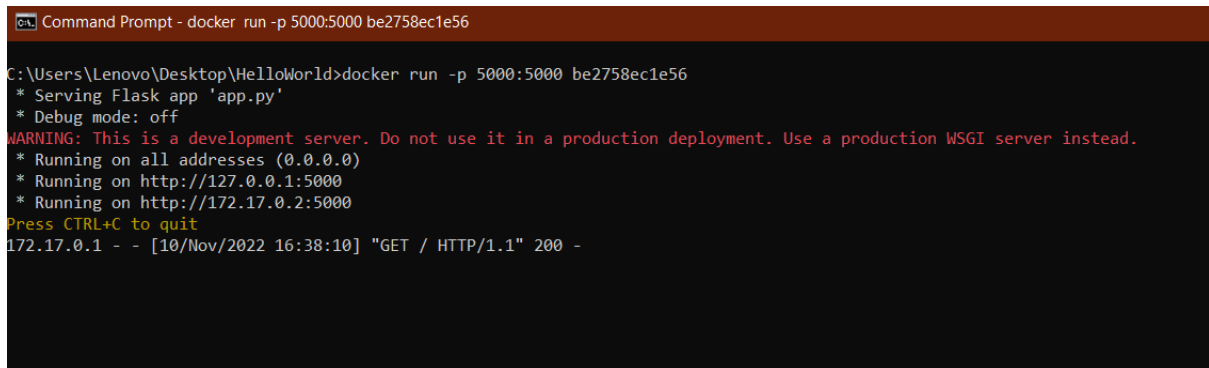 Command Prompt - docker run -p 5000:5000 be2758ec1e56
C:\Users\Lenovo\Desktop\HelloWorld>docker run -p 5000:5000 be2758ec1e56
* Serving Flask app 'app.py'
* Debug mode: off
WARNING: This is a development server. Do not use it in a production deployment. Use a production WSGI server instead.
* Running on all addresses (0.0.0.0)
* Running on http://127.0.0.1:5000
* Running on http://172.17.0.2:5000
Press CTRL+C to quit
172.17.0.1 - - [10/Nov/2022 16:38:10] "GET / HTTP/1.1" 200 -